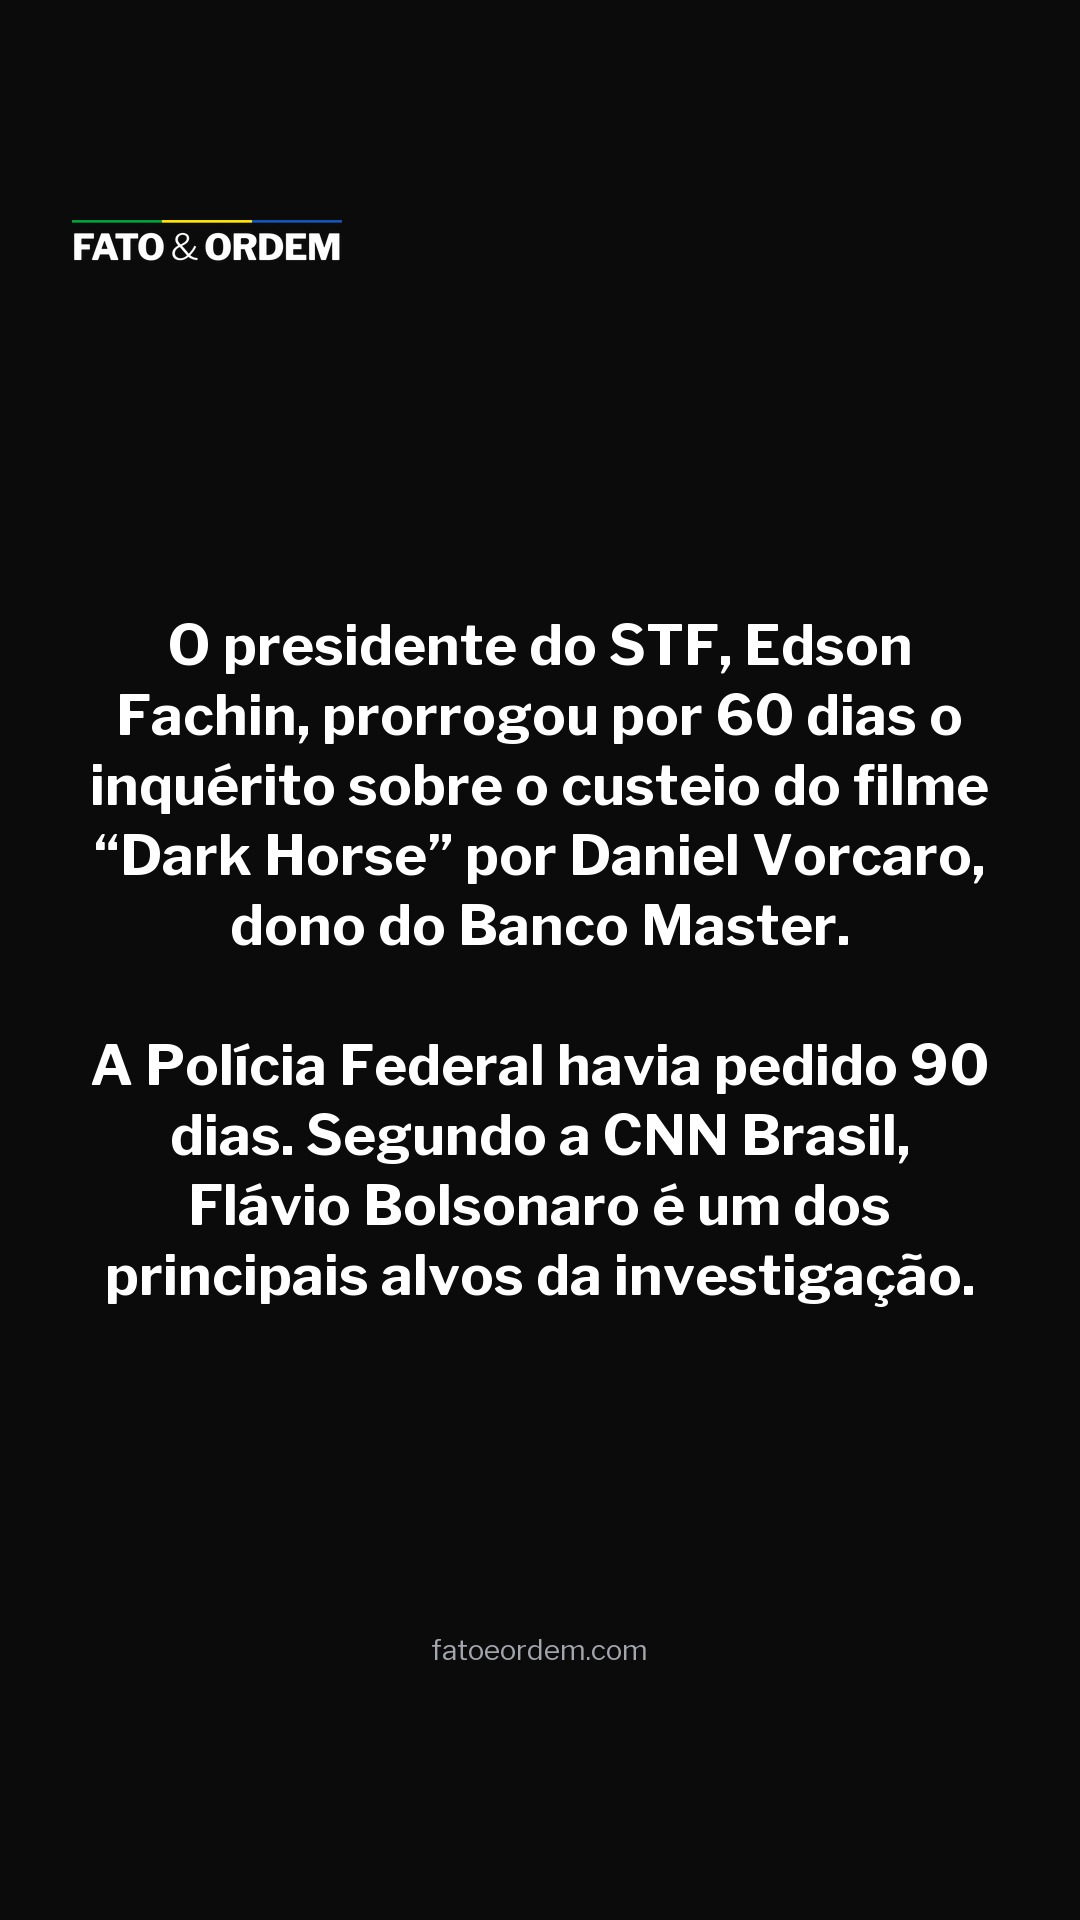 FATO & ORDEM
O presidente do STF, Edson
Fachin, prorrogou por 60 dias o
inquérito sobre o custeio do filme
“Dark Horse” por Daniel Vorcaro,
dono do Banco Master.
A Polícia Federal havia pedido 90
dias. Segundo a CNN Brasil,
Flávio Bolsonaro é um dos
principais alvos da investigação.
fatoeordem.com